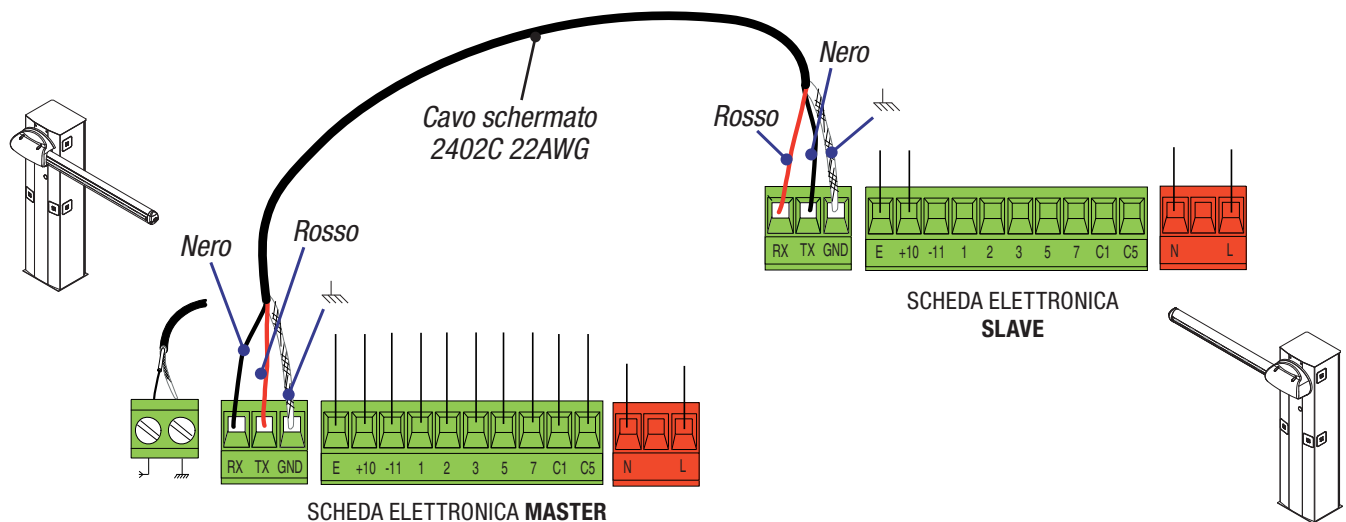 Cavo schermato
2402C 22AWG
Nero
Rosso
RX TX GND
E +10 -11 1 2 3 5 7 C1 C5
N L
SCHEDA ELETTRONICA
SLAVE
Nero
Rosso
RX TX GND
E +10 -11 1 2 3 5 7 C1 C5
N L
SCHEDA ELETTRONICA MASTER